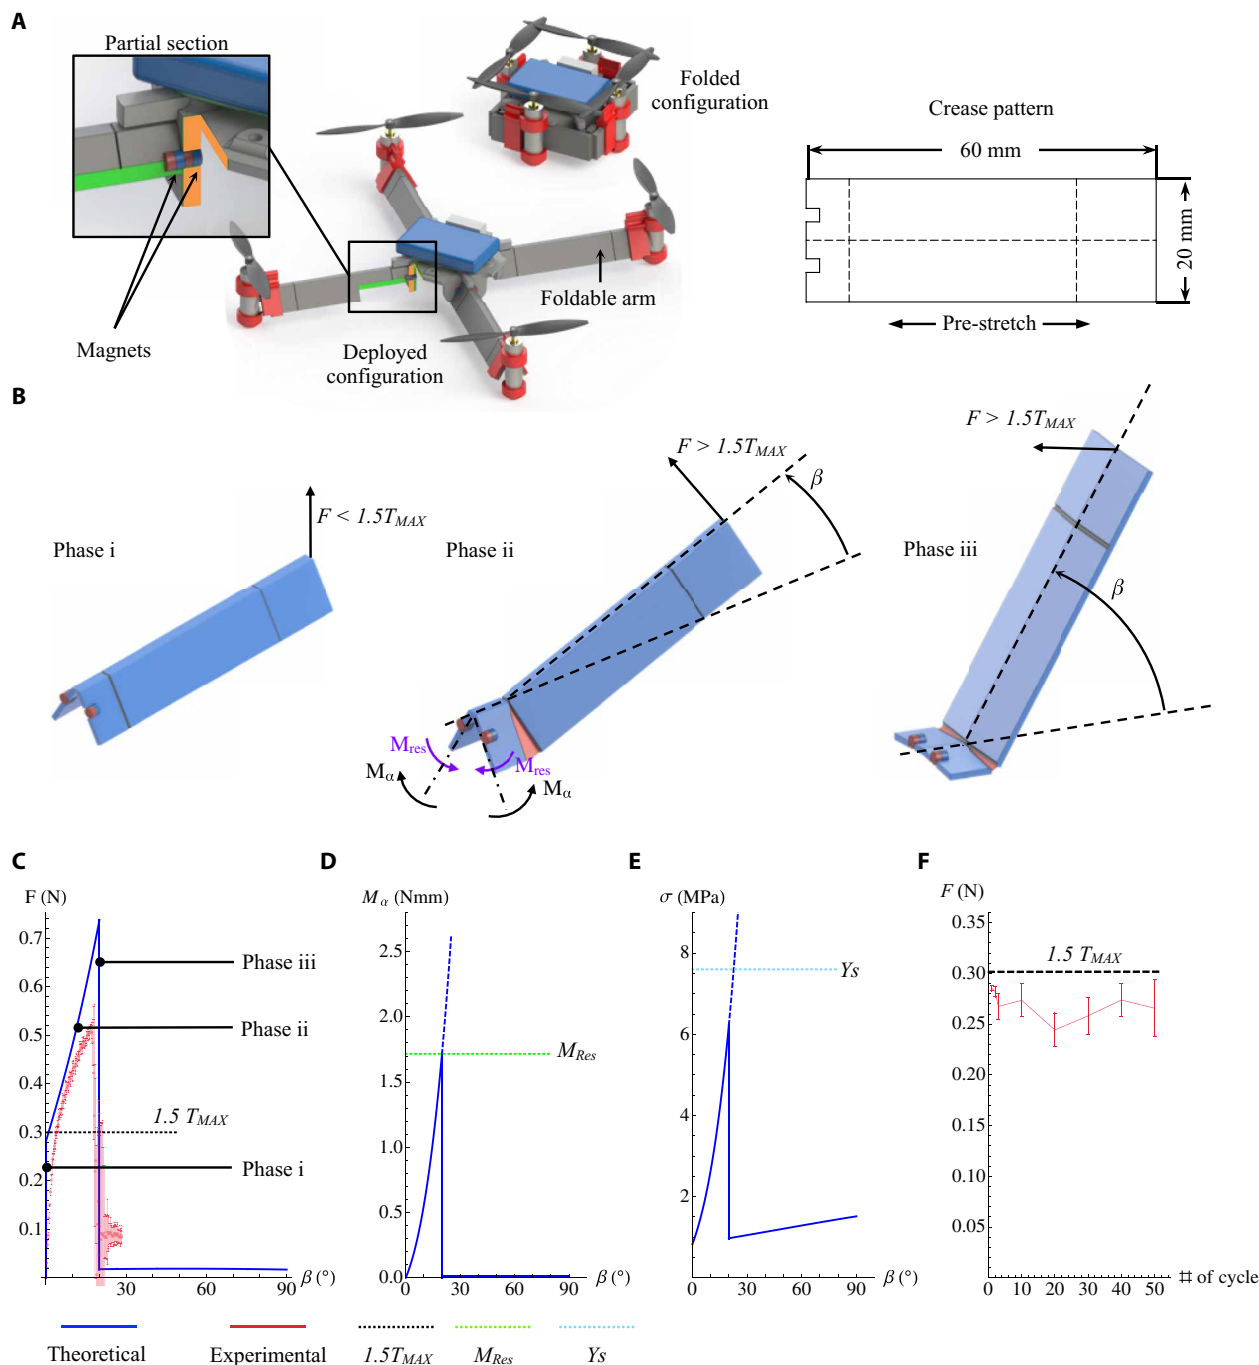 A
Partial section
Folded
configuration
Magnets
Deployed
configuration
Foldable arm
Crease pattern
60 mm
20 mm
Pre-stretch
B
Phase i
F < 1.5T_MAX
Phase ii
F > 1.5T_MAX
β
M_res
M_res
M_α
M_α
Phase iii
F > 1.5T_MAX
β
C
F (N)
0.7
0.6
0.5
0.4
0.3
0.2
0.1
Phase iii
Phase ii
1.5 T_MAX
Phase i
30 60 90 β (°)
D
M_α (Nmm)
2.5
2.0
1.5
1.0
0.5
0.0
M_Res
0 30 60 90 β (°)
E
σ (MPa)
8
6
4
2
Ys
0 30 60 90 β (°)
F
F (N)
0.35
0.30
0.25
0.20
0.15
0.10
0.05
1.5 T_MAX
0 10 20 30 40 50 # of cycle
Theoretical Experimental 1.5T_MAX M_Res Ys